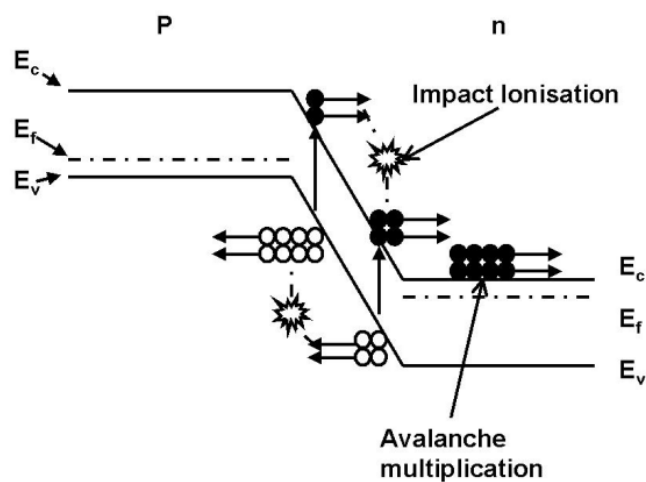 P
n
Ec
Ef
Ev
Impact Ionisation
Ec
Ef
Ev
Avalanche
multiplication